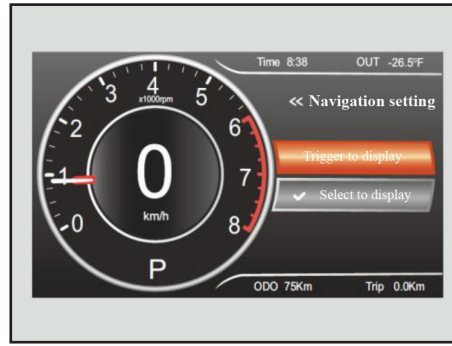 Time 8:38 OUT -26.5°F
3 4 5
x1000rpm
<< Navigation setting
2 6
Trigger to display
1 0 7
Select to display
km/h
0 8
P
ODO 75Km Trip 0.0Km